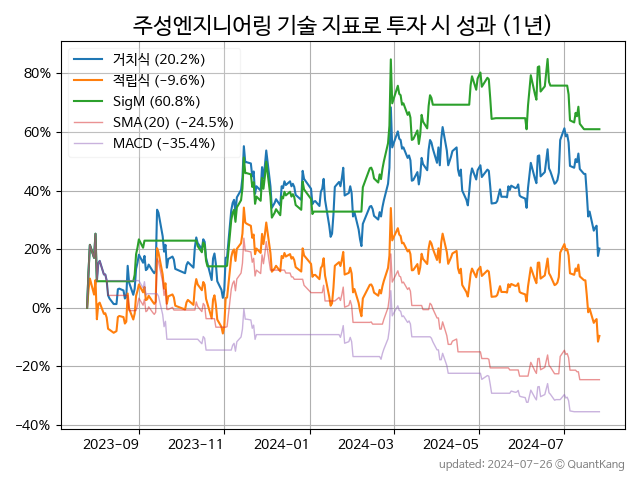 주성엔지니어링 기술 지표로 투자 시 성과 (1년)
거치식 (20.2%)
적립식 (−9.6%)
SigM (60.8%)
SMA(20) (−24.5%)
MACD (−35.4%)
80%
60%
40%
20%
0%
−20%
−40%
2023-09 2023-11 2024-01 2024-03 2024-05 2024-07
updated: 2024-07-26 © QuantKang